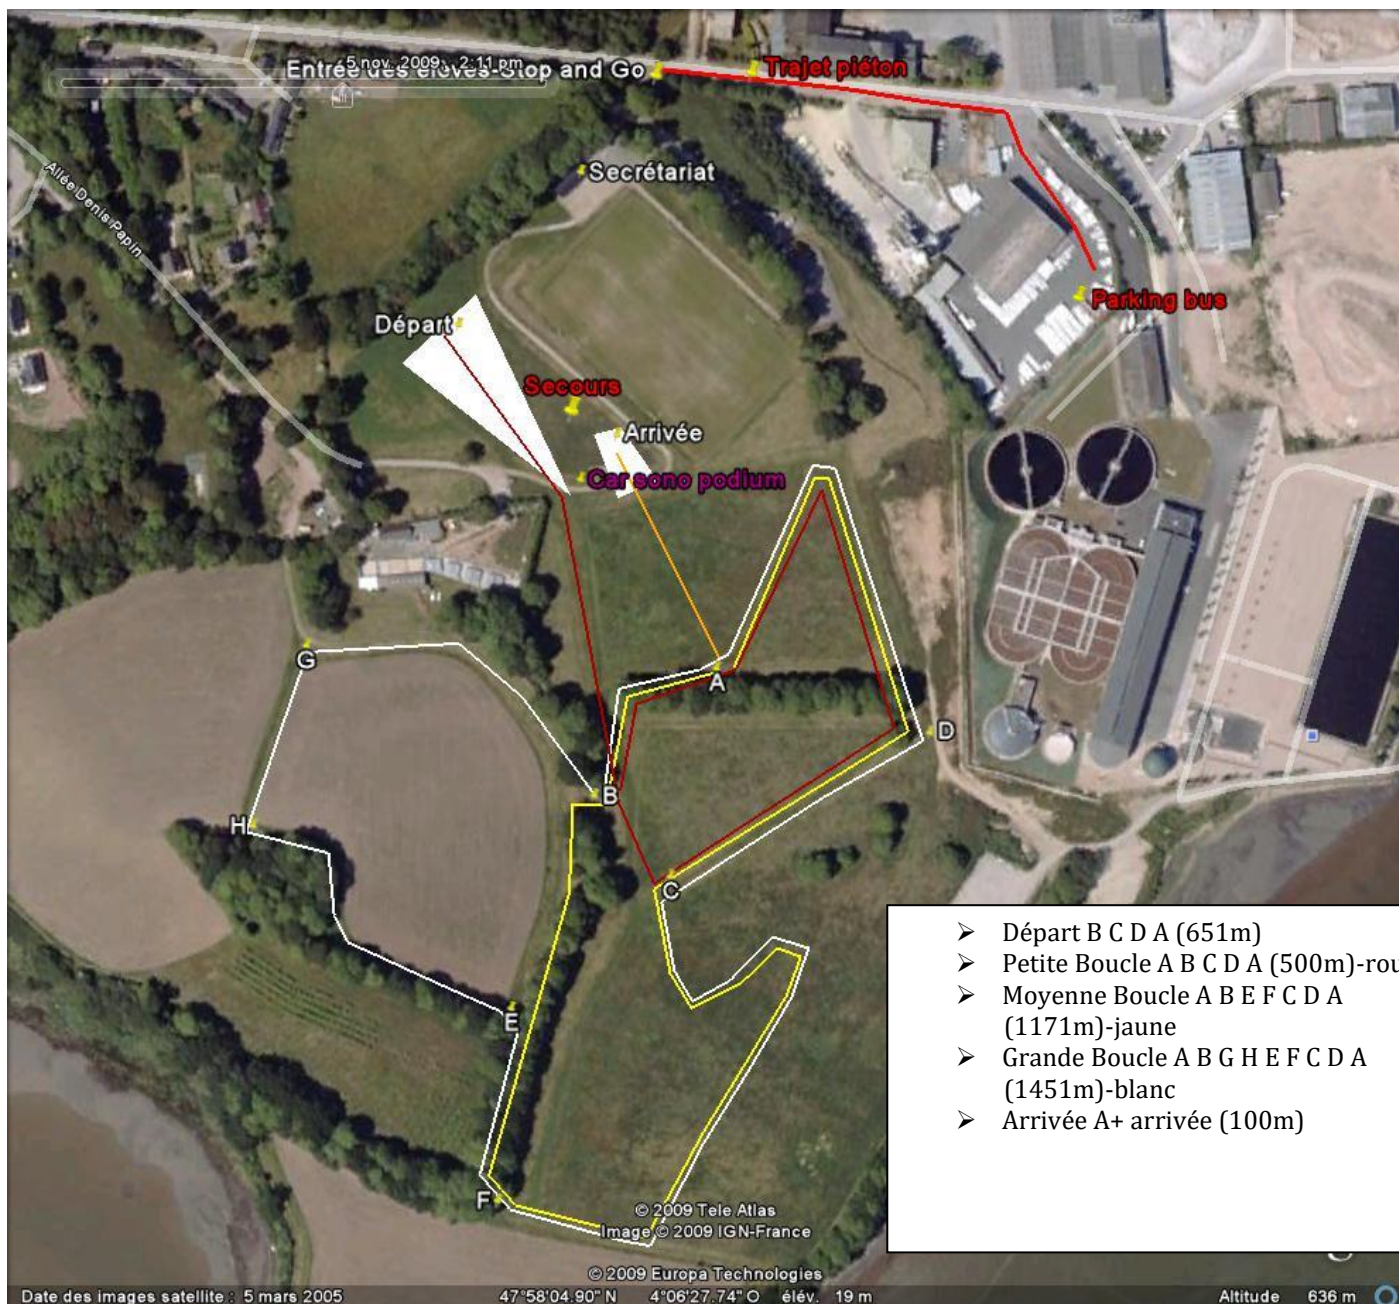 5 nov. 2009 2:11 pm
Entrée des élèves-Stop and Go
Trajet piéton
Secrétariat
Allée Denis Papin
Parking bus
Départ
Secours
Arrivée
Car sono podium
G
A
D
B
H
C
E
F
➢ Départ B C D A (651m)
➢ Petite Boucle A B C D A (500m)-rou
➢ Moyenne Boucle A B E F C D A
(1171m)-jaune
➢ Grande Boucle A B G H E F C D A
(1451m)-blanc
➢ Arrivée A+ arrivée (100m)
© 2009 Tele Atlas
Image © 2009 IGN-France
© 2009 Europa Technologies
Date des images satellite : 5 mars 2005 47°58'04.90" N 4°06'27.74" O élév. 19 m Altitude 636 m